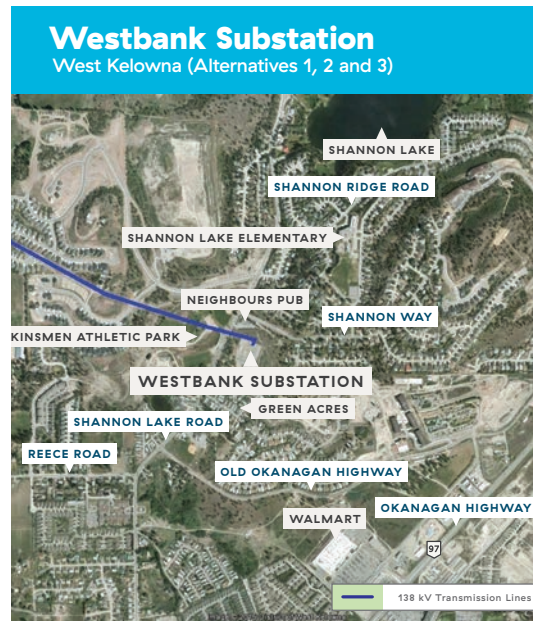 Westbank Substation
West Kelowna (Alternatives 1, 2 and 3)
SHANNON LAKE
SHANNON RIDGE ROAD
SHANNON LAKE ELEMENTARY
NEIGHBOURS PUB
SHANNON WAY
KINSMEN ATHLETIC PARK
WESTBANK SUBSTATION
GREEN ACRES
SHANNON LAKE ROAD
REECE ROAD
OLD OKANAGAN HIGHWAY
OKANAGAN HIGHWAY
WALMART
97
138 kV Transmission Lines